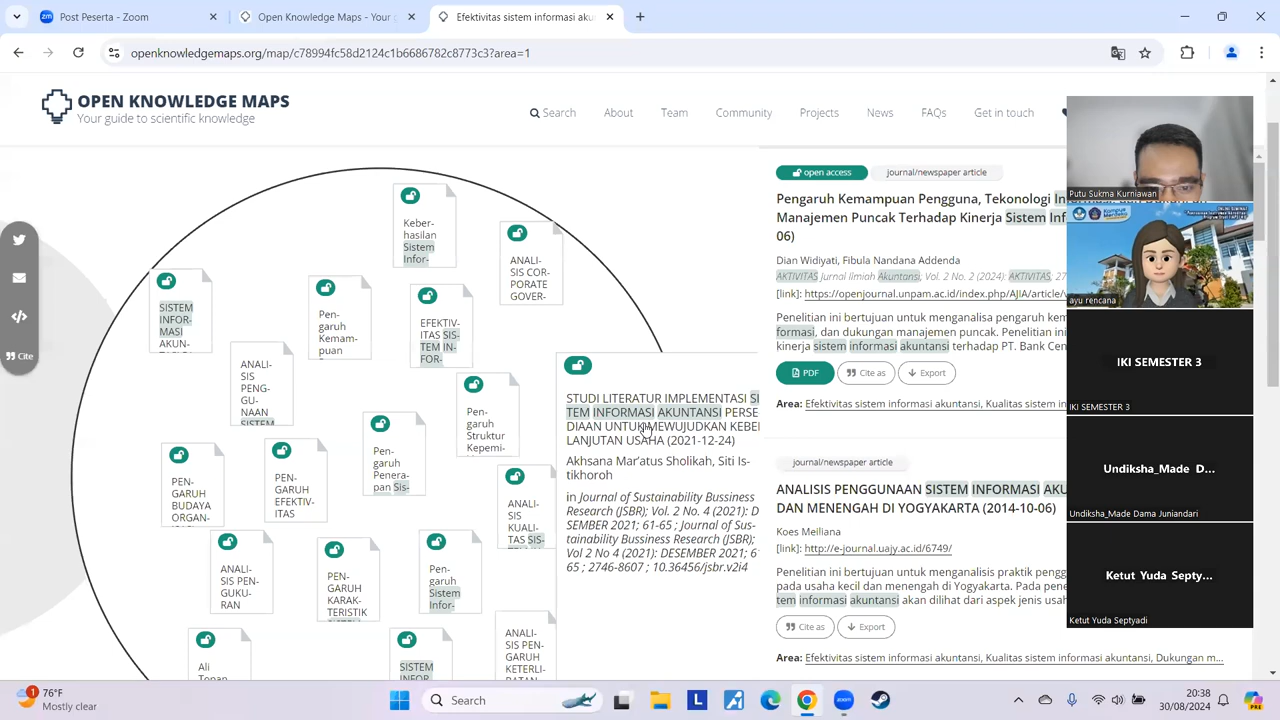 Post Peserta - Zoom
Open Knowledge Maps - Your
Efektivitas sistem informasi aku
openknowledgemaps.org/map/c78994fc58d2124c1b6686782c8773c3?area=1
OPEN KNOWLEDGE MAPS
Your guide to scientific knowledge
Search
About
Team
Community
Projects
News
FAQs
Get in touch
Cite
Keber-
hasilan
Sistem
Infor-
ANALI-
SIS COR-
PORATE
GOVER-
SISTEM
INFOR-
MASI
AKUN-
Pen-
garuh
Kemam-
puan
EFEKTIV-
ITAS SIS-
TEM IN-
FOR-
ANALI-
SIS
PENG-
GU-
NAAN
SISTEM
Pen-
garuh
Struktur
Kepemi-
Pen-
garuh
Penera-
pan Sis-
PEN-
GARUH
BUDAYA
ORGAN-
PEN-
GARUH
EFEKTIV-
ITAS
ANALI-
SIS
KUALI-
TAS SIS-
ANALI-
SIS PEN-
GUKU-
RAN
PEN-
GARUH
KARAK-
TERISTIK
Pen-
garuh
Sistem
Infor-
Ali
SISTEM
INFOR-
ANALI-
SIS PEN-
GARUH
KETERLI-
STUDI LITERATUR IMPLEMENTASI SI
TEM INFORMASI AKUNTANSI PERSE
DIAAN UNTUK MEWUJUDKAN KEBE
LANJUTAN USAHA (2021-12-24)
Akhsana Mar'atus Sholikah, Siti Is-
tikhoroh
in Journal of Sustainability Bussiness
Research (JSBR); Vol. 2 No. 4 (2021): D
SEMBER 2021; 61-65 ; Journal of Sus-
tainability Bussiness Research (JSBR);
Vol 2 No 4 (2021): DESEMBER 2021; 6
65 ; 2746-8607 ; 10.36456/jsbr.v2i4
open access
journal/newspaper article
Pengaruh Kemampuan Pengguna, Tekonologi
Manajemen Puncak Terhadap Kinerja Sistem Inf
06)
Dian Widiyati, Fibula Nandana Addenda
AKTIVITAS Jurnal Ilmiah Akuntansi, Vol. 2 No. 2 (2024): AKTIVITAS, 27
[link]: https://openjournal.unpam.ac.id/index.php/AJIA/article/
Penelitian ini bertujuan untuk menganalisa pengaruh kem
formasi, dan dukungan manajemen puncak. Penelitian ini
kinerja sistem informasi akuntansi terhadap PT. Bank Cen
PDF
Cite as
Export
Area: Efektivitas sistem informasi akuntansi, Kualitas sistem in
journal/newspaper article
ANALISIS PENGGUNAAN SISTEM INFORMASI AKU
DAN MENENGAH DI YOGYAKARTA (2014-10-06)
Koes Meiliana
[link]: http://e-journal.uajy.ac.id/6749/
Penelitian ini bertujuan untuk menganalisis praktik pengg
pada usaha kecil dan menengah di Yogyakarta. Pada pene
tem informasi akuntansi akan dilihat dari aspek jenis usah
Cite as
Export
Area: Efektivitas sistem informasi akuntansi, Kualitas sistem informasi akuntansi, Dukungan m...
Putu Sukma Kurniawan
ayu rencana
IKI SEMESTER 3
IKI SEMESTER 3
Undiksha_Made D...
Undiksha_Made Dama Juniandari
Ketut Yuda Septy...
Ketut Yuda Septyadi
1
76°F
Mostly clear
Search
20:38
30/08/2024